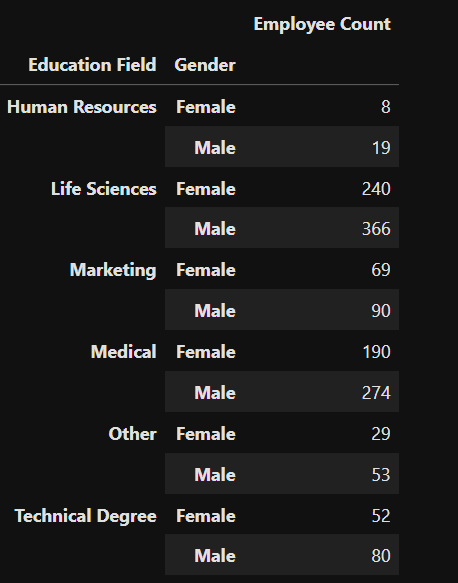 Employee Count
Education Field Gender
Human Resources Female 8
Male 19
Life Sciences Female 240
Male 366
Marketing Female 69
Male 90
Medical Female 190
Male 274
Other Female 29
Male 53
Technical Degree Female 52
Male 80